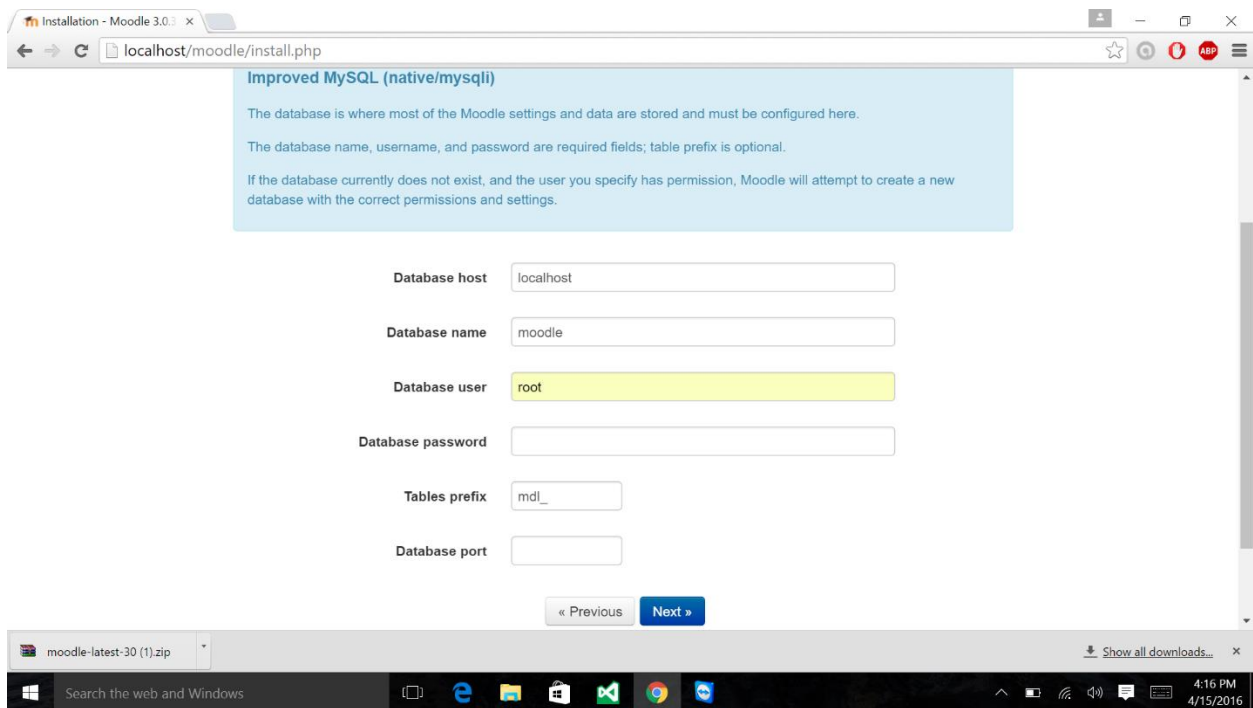 Installation - Moodle 3.0.3
localhost/moodle/install.php
ABP
Improved MySQL (native/mysqli)
The database is where most of the Moodle settings and data are stored and must be configured here.
The database name, username, and password are required fields; table prefix is optional.
If the database currently does not exist, and the user you specify has permission, Moodle will attempt to create a new
database with the correct permissions and settings.
Database host localhost
Database name moodle
Database user root
Database password
Tables prefix mdl_
Database port
« Previous Next »
moodle-latest-30 (1).zip Show all downloads...
Search the web and Windows
4:16 PM
4/15/2016